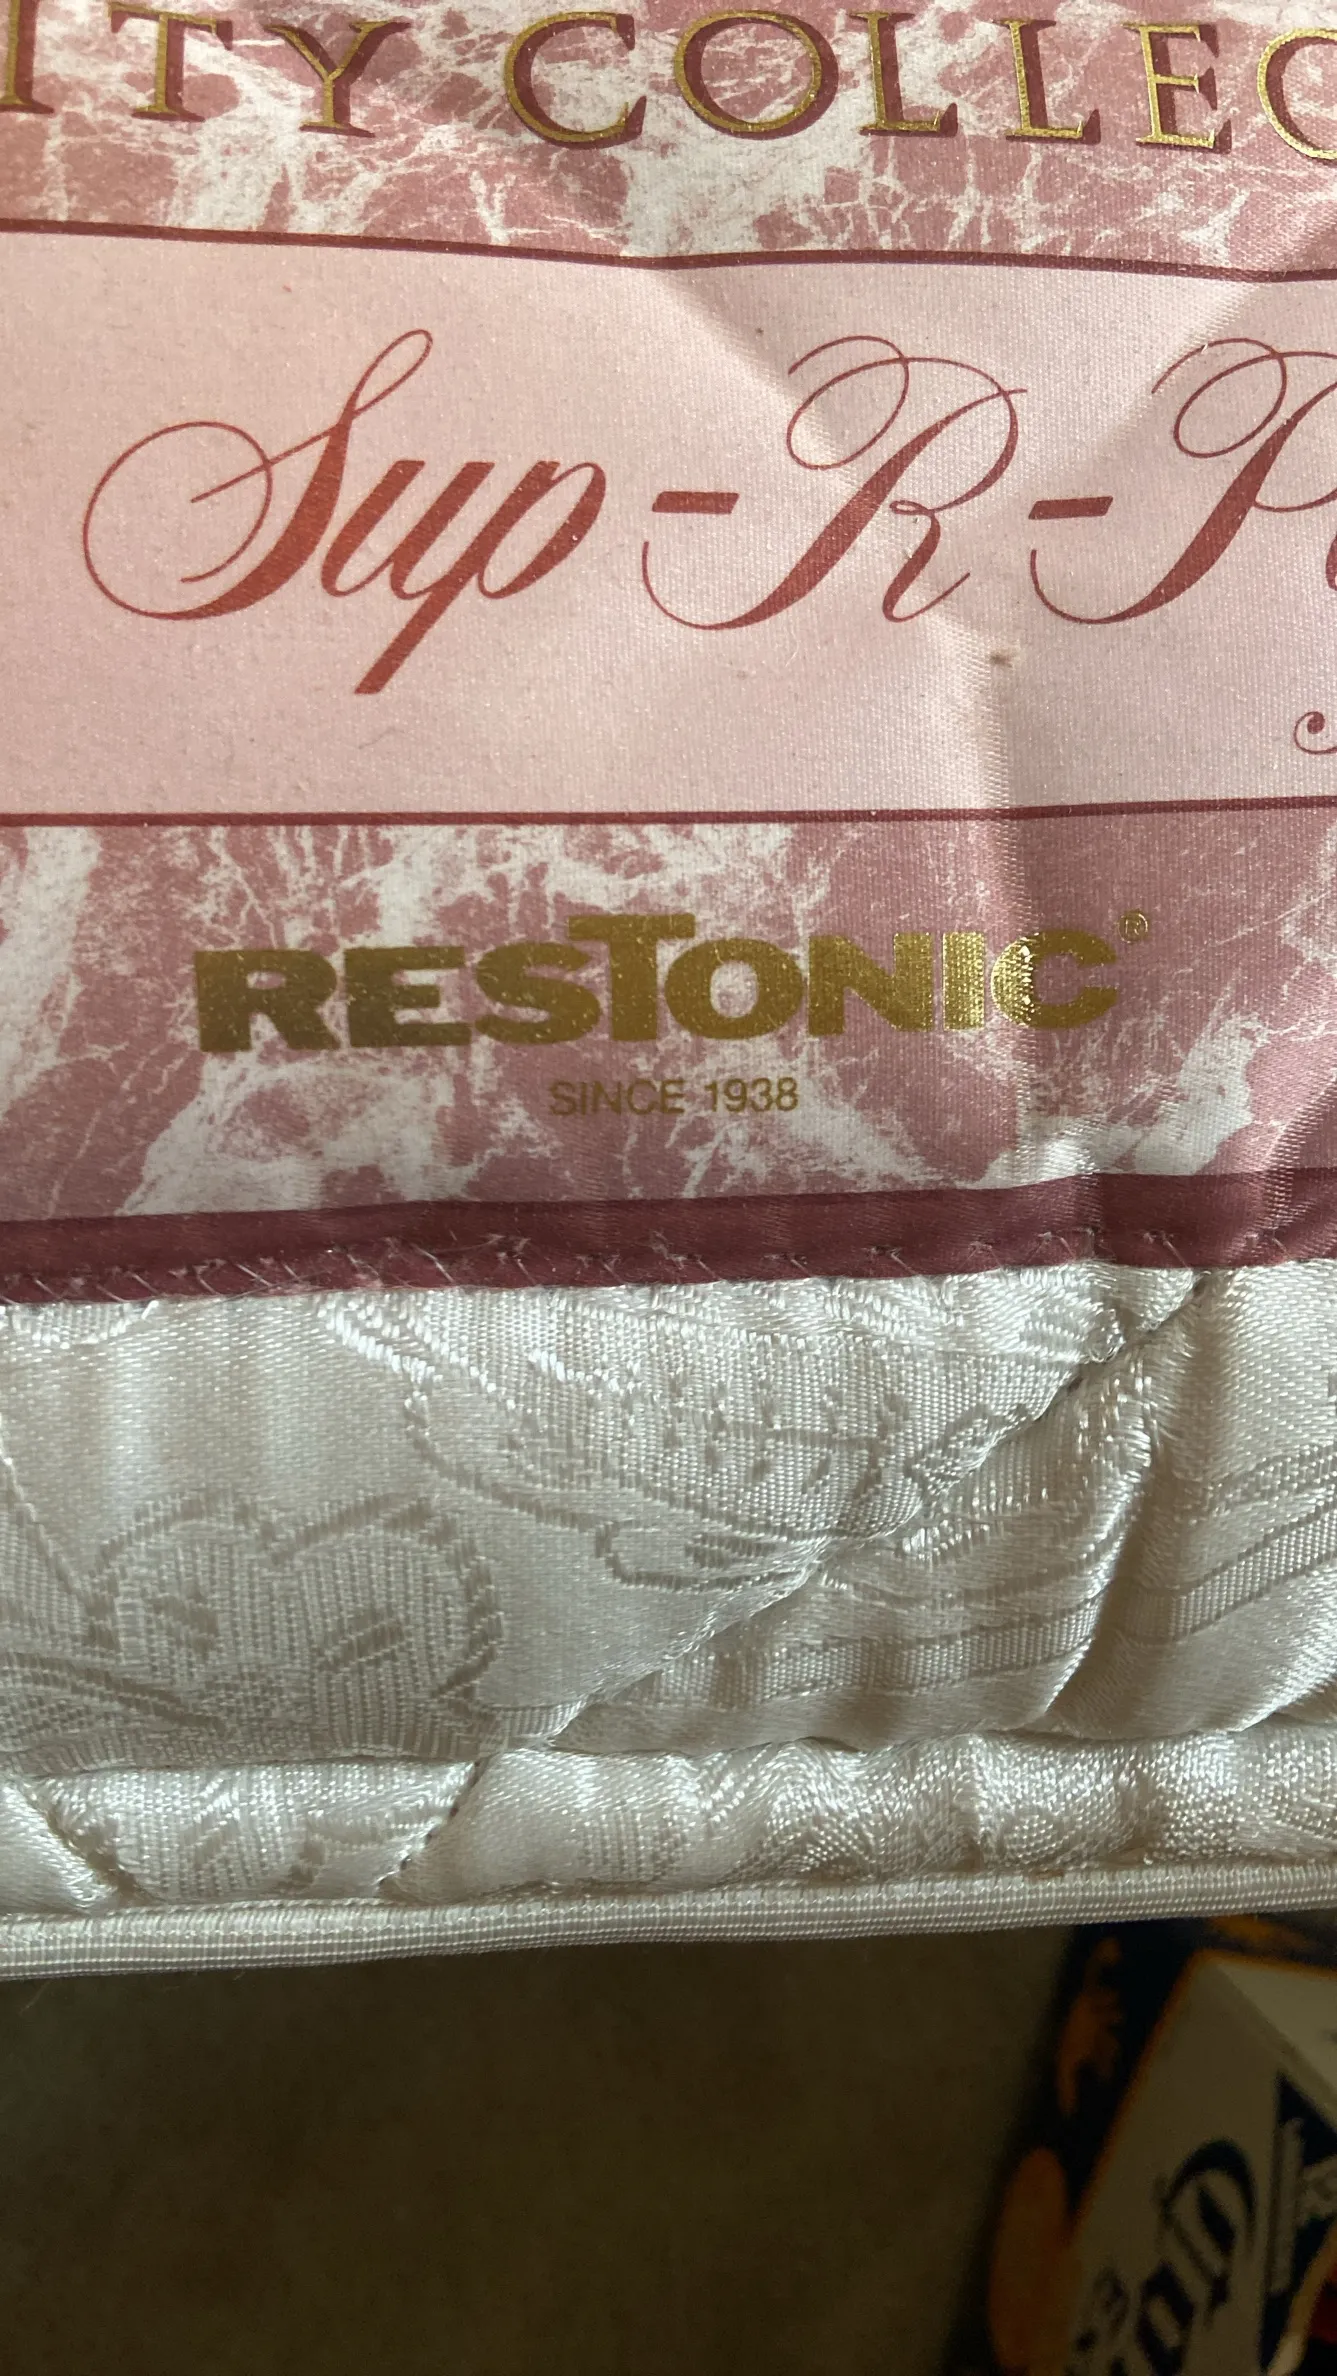 ITY COLLEC
Sup-R-P
RESTONIC®
SINCE 1938